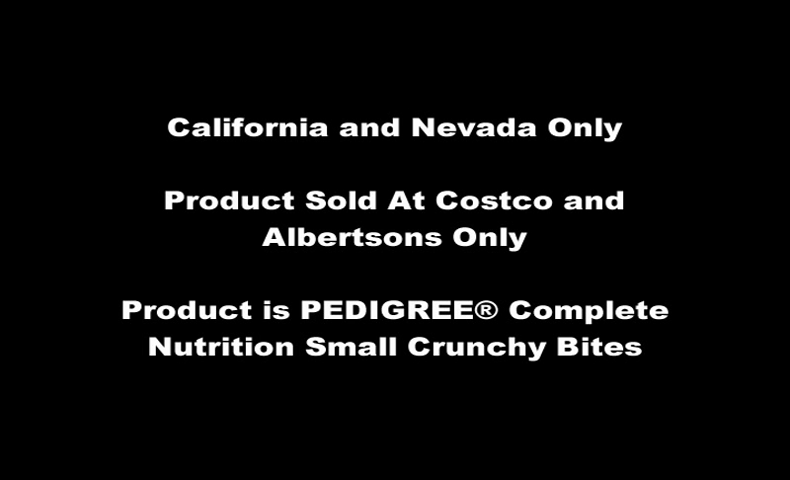 California and Nevada Only
Product Sold At Costco and
Albertsons Only
Product is PEDIGREE® Complete
Nutrition Small Crunchy Bites